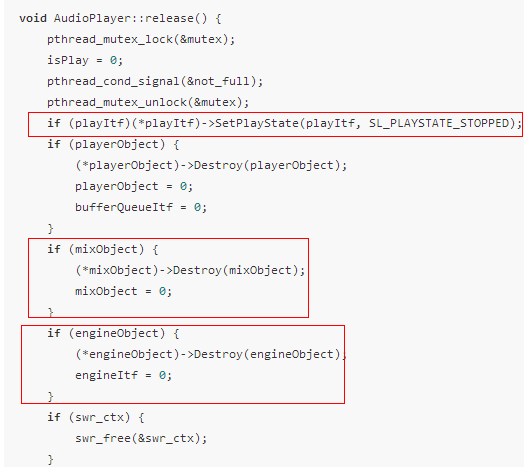 void AudioPlayer::release() {
    pthread_mutex_lock(&mutex);
    isPlay = 0;
    pthread_cond_signal(&not_full);
    pthread_mutex_unlock(&mutex);
    if (playItf)(*playItf)->SetPlayState(playItf, SL_PLAYSTATE_STOPPED);
    if (playerObject) {
        (*playerObject)->Destroy(playerObject);
        playerObject = 0;
        bufferQueueItf = 0;
    }
    if (mixObject) {
        (*mixObject)->Destroy(mixObject);
        mixObject = 0;
    }
    if (engineObject) {
        (*engineObject)->Destroy(engineObject);
        engineItf = 0;
    }
    if (swr_ctx) {
        swr_free(&swr_ctx);
    }